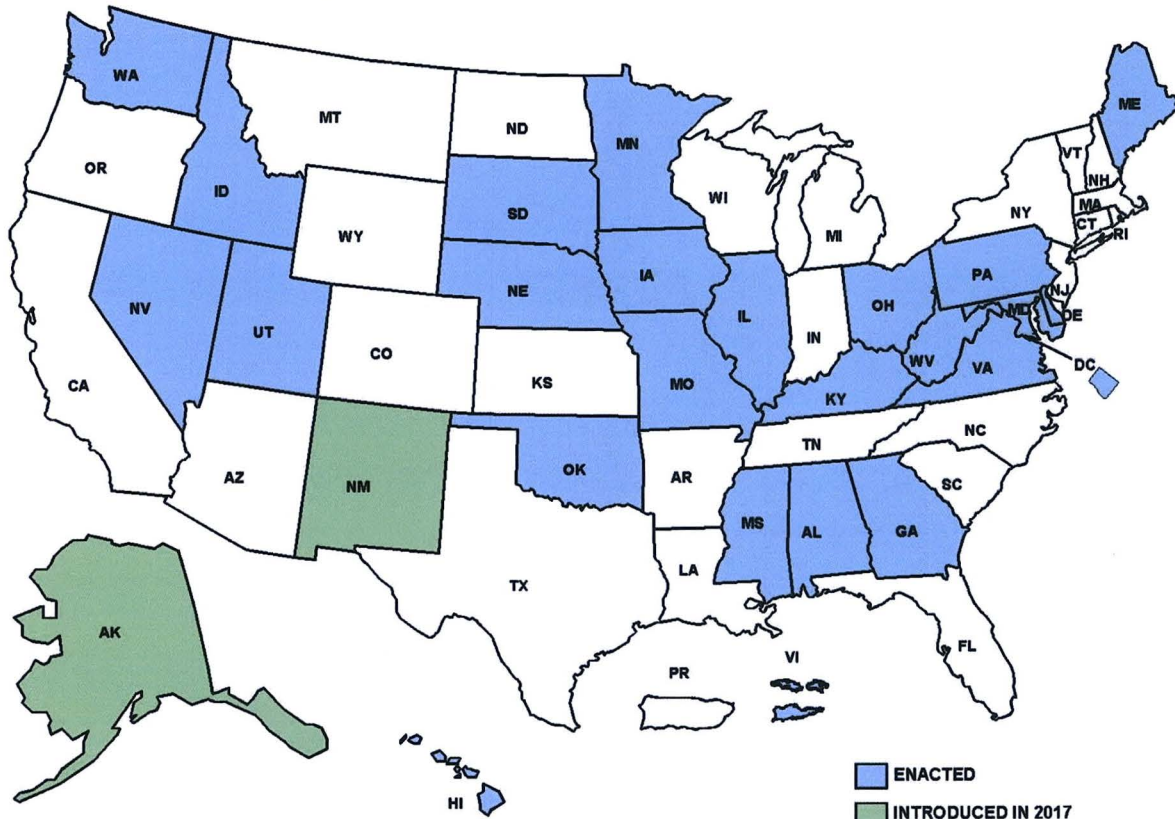 WA
MT
ND
MN
ME
OR
ID
SD
WI
VT
NH
WY
MI
NY
MA
CT
RI
NV
UT
NE
IA
PA
NJ
CO
IL
IN
OH
MD
DE
CA
KS
MO
WV
VA
DC
KY
AZ
NM
OK
AR
TN
NC
SC
MS
AL
GA
TX
LA
AK
FL
PR
VI
HI
ENACTED
INTRODUCED IN 2017